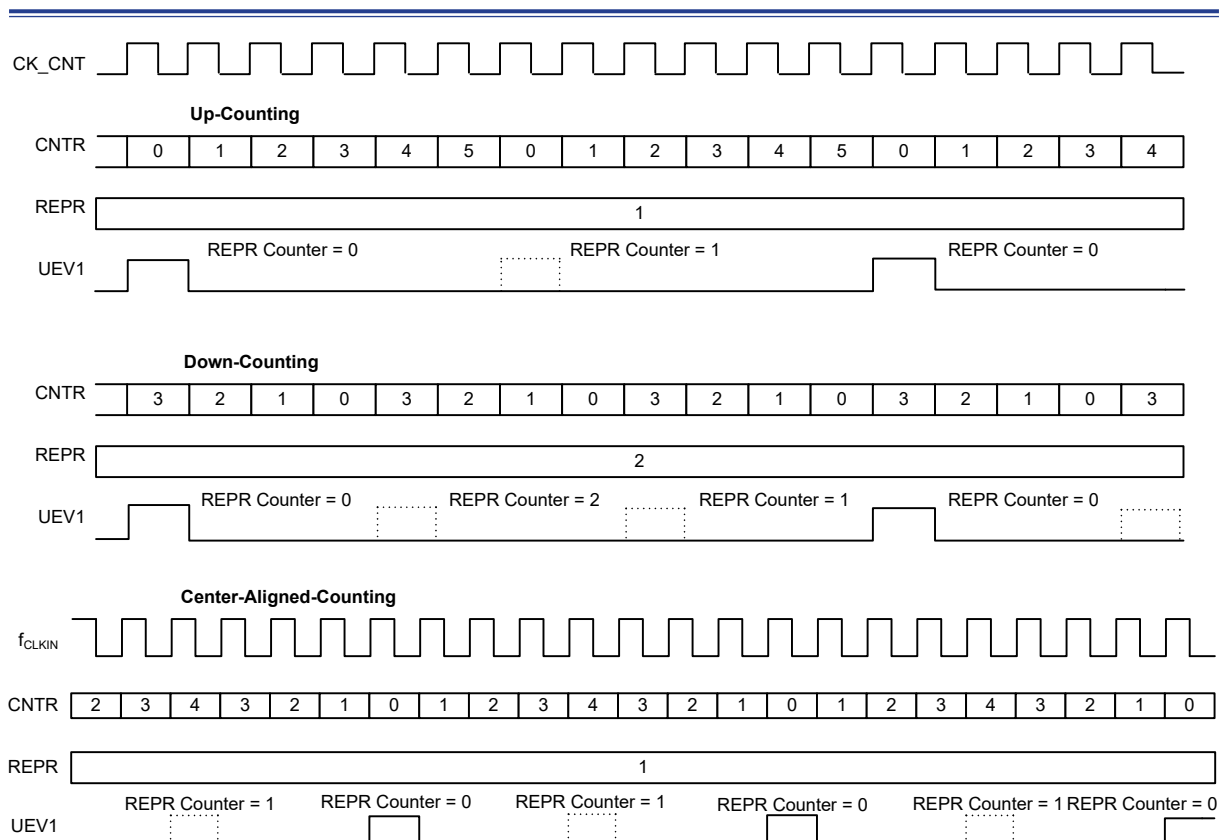 CK_CNT
Up-Counting
CNTR 0 1 2 3 4 5 0 1 2 3 4 5 0 1 2 3 4
REPR 1
REPR Counter = 0 REPR Counter = 1 REPR Counter = 0
UEV1
Down-Counting
CNTR 3 2 1 0 3 2 1 0 3 2 1 0 3 2 1 0 3
REPR 2
REPR Counter = 0 REPR Counter = 2 REPR Counter = 1 REPR Counter = 0
UEV1
Center-Aligned-Counting
fCLKIN
CNTR 2 3 4 3 2 1 0 1 2 3 4 3 2 1 0 1 2 3 4 3 2 1 0
REPR 1
REPR Counter = 1 REPR Counter = 0 REPR Counter = 1 REPR Counter = 0 REPR Counter = 1 REPR Counter = 0
UEV1